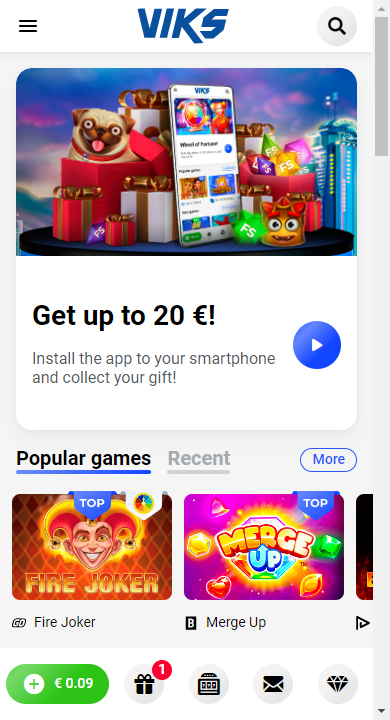 VIKS
VIKS
Wheel of Fortune
Popular games
FS
FS
FS
FS
Get up to 20 €!
Install the app to your smartphone
and collect your gift!
Popular games
Recent
More
TOP
TOP
FIRE JOKER
MERGE
UP
Fire Joker
Merge Up
€ 0.09
1